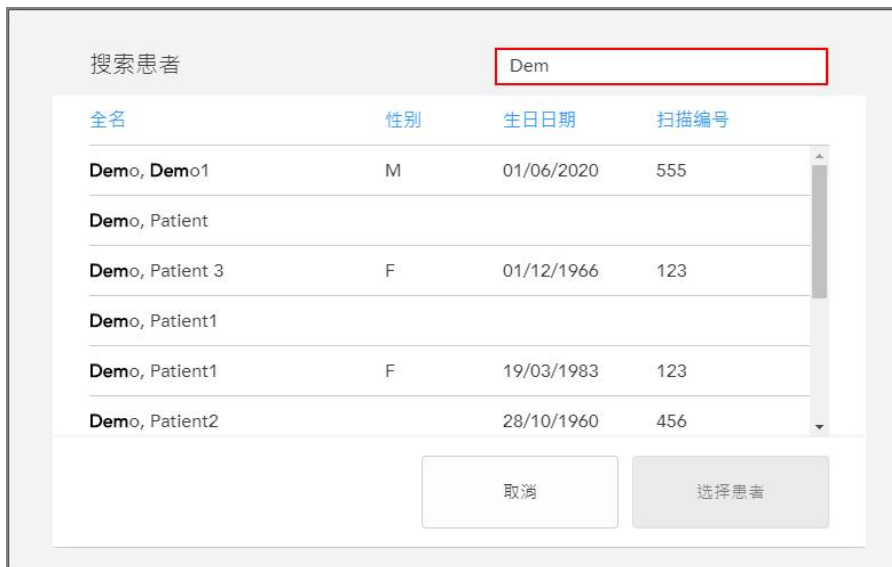 搜索患者 Dem
全名 性别 生日日期 扫描编号
Demo, Demo1 M 01/06/2020 555
Demo, Patient
Demo, Patient 3 F 01/12/1966 123
Demo, Patient1
Demo, Patient1 F 19/03/1983 123
Demo, Patient2 28/10/1960 456
取消 选择患者